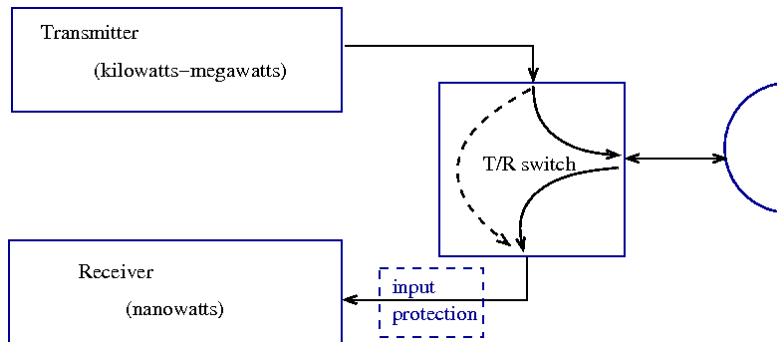 Transmitter
(kilowatts−megawatts)
T/R switch
Receiver
(nanowatts)
input
protection